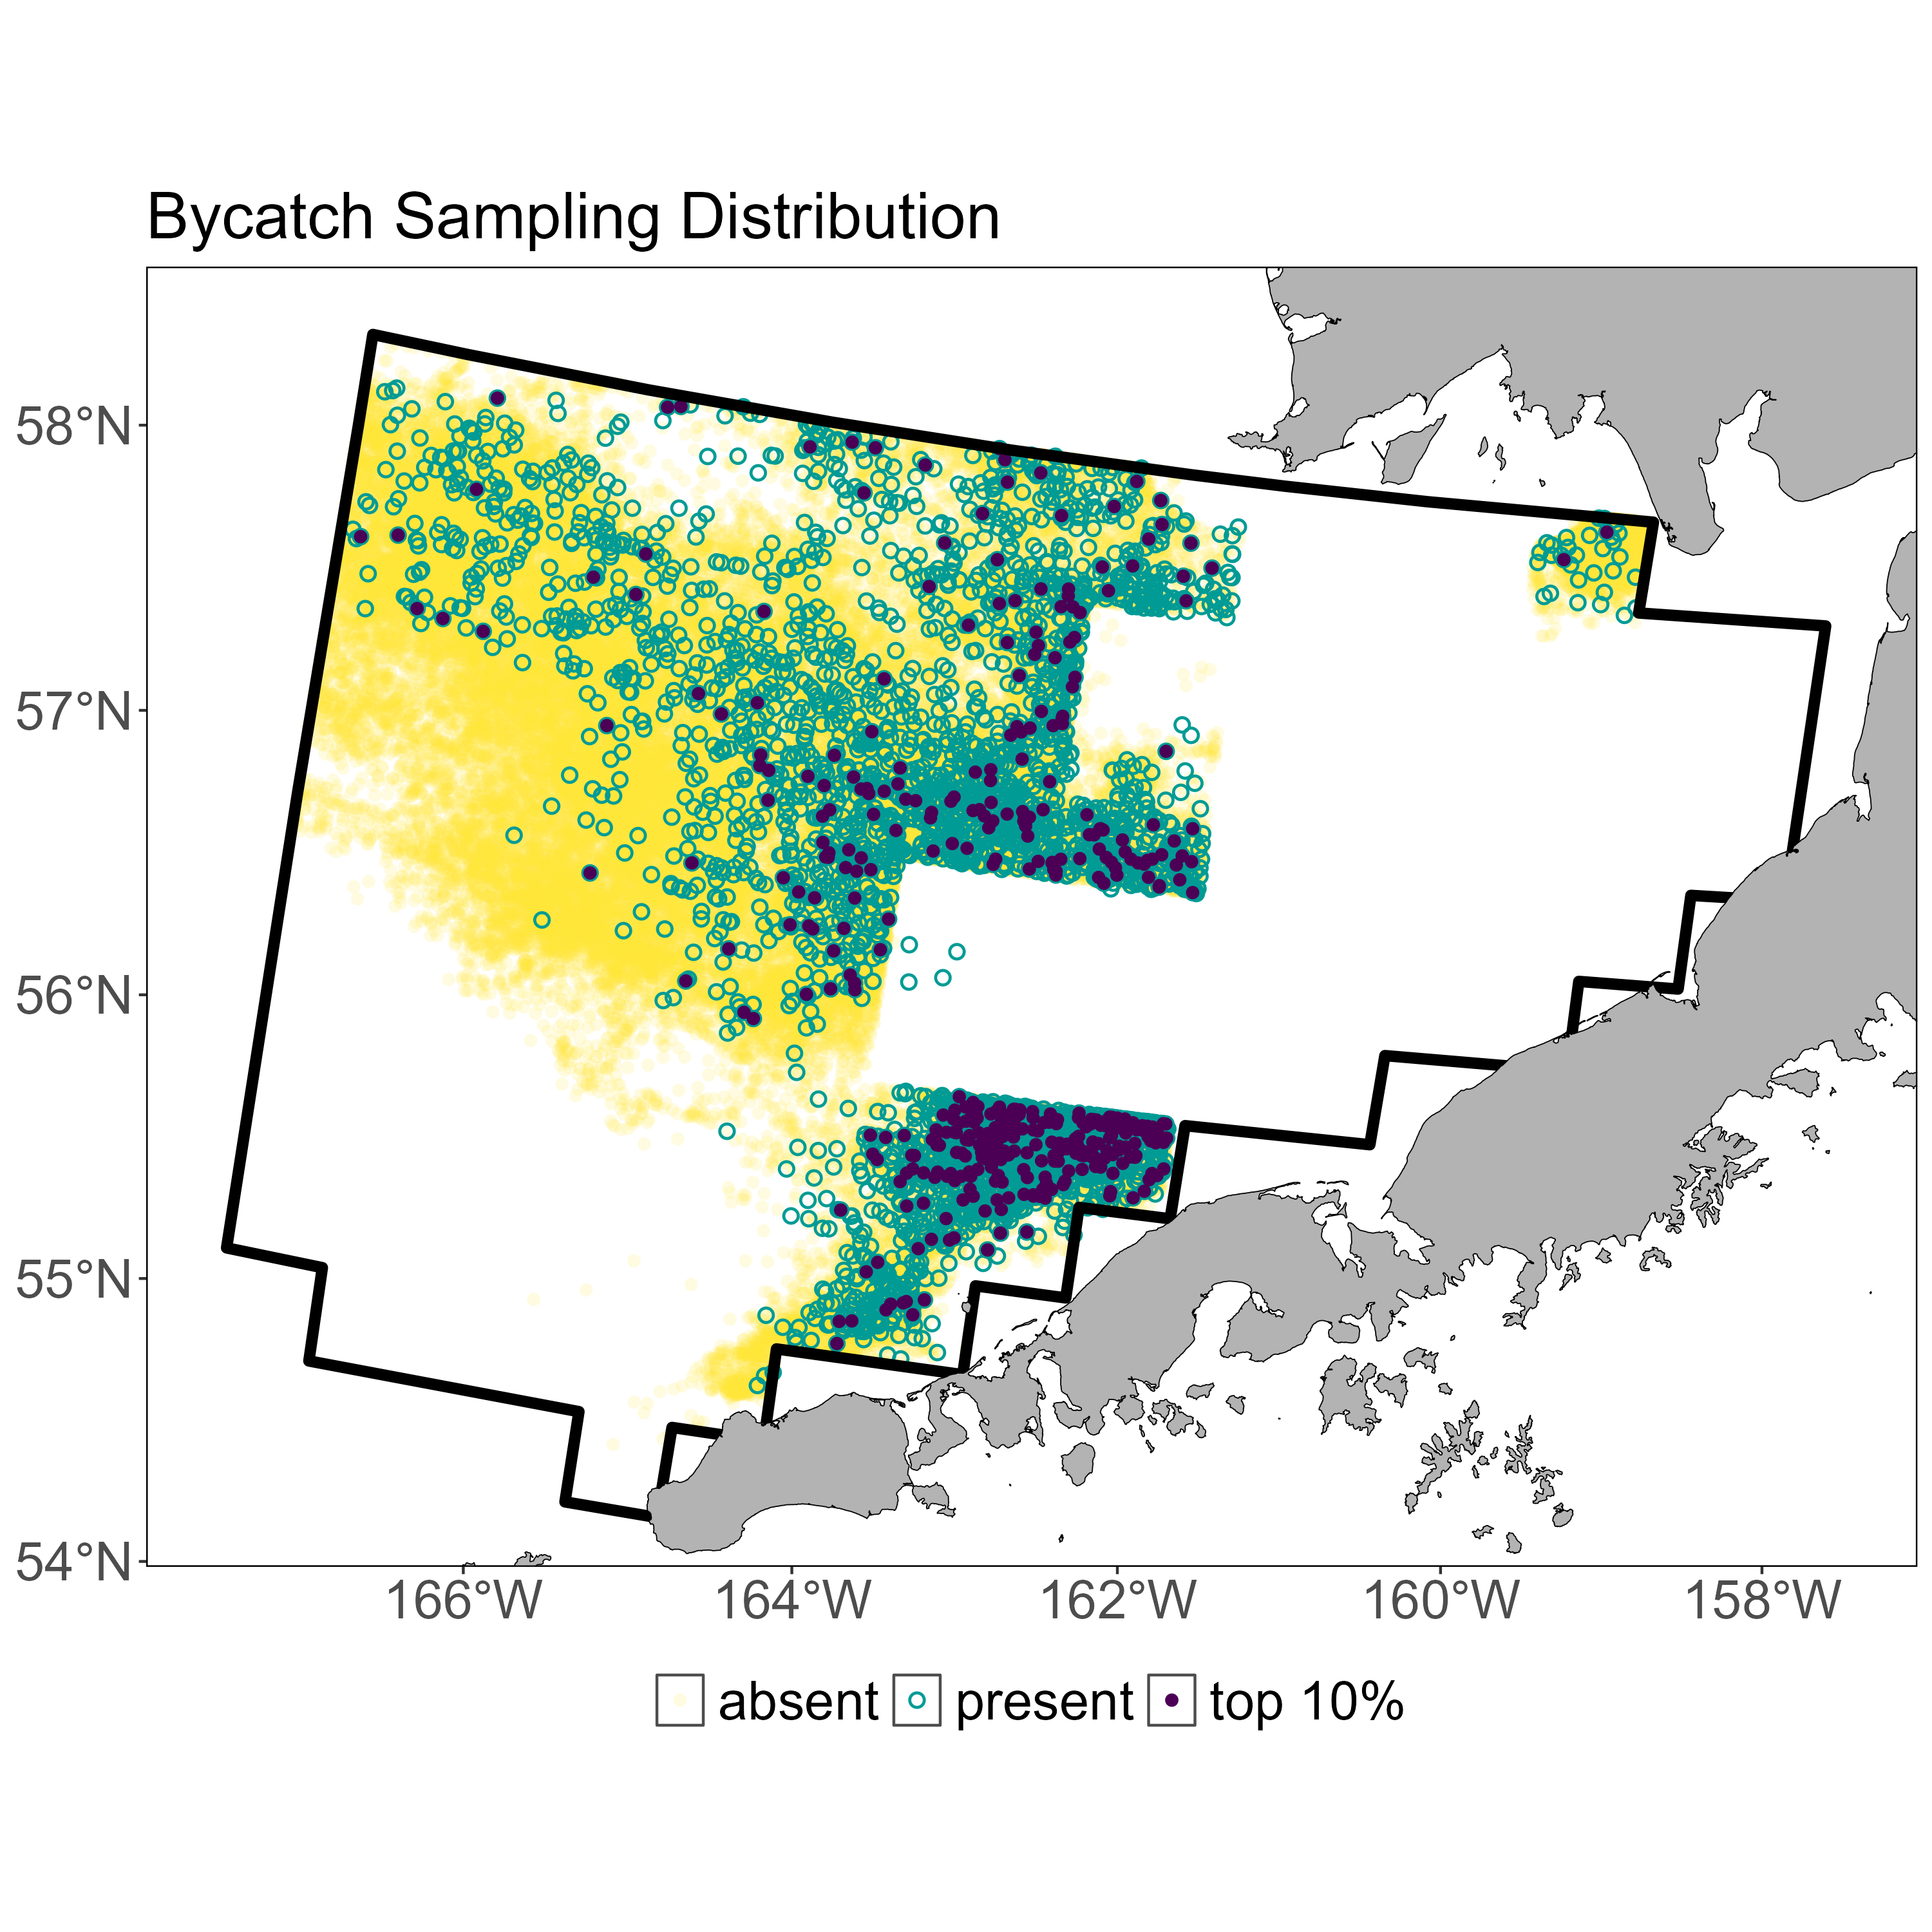 Bycatch Sampling Distribution
58°N
57°N
56°N
55°N
54°N
166°W 164°W 162°W 160°W 158°W
absent present top 10%